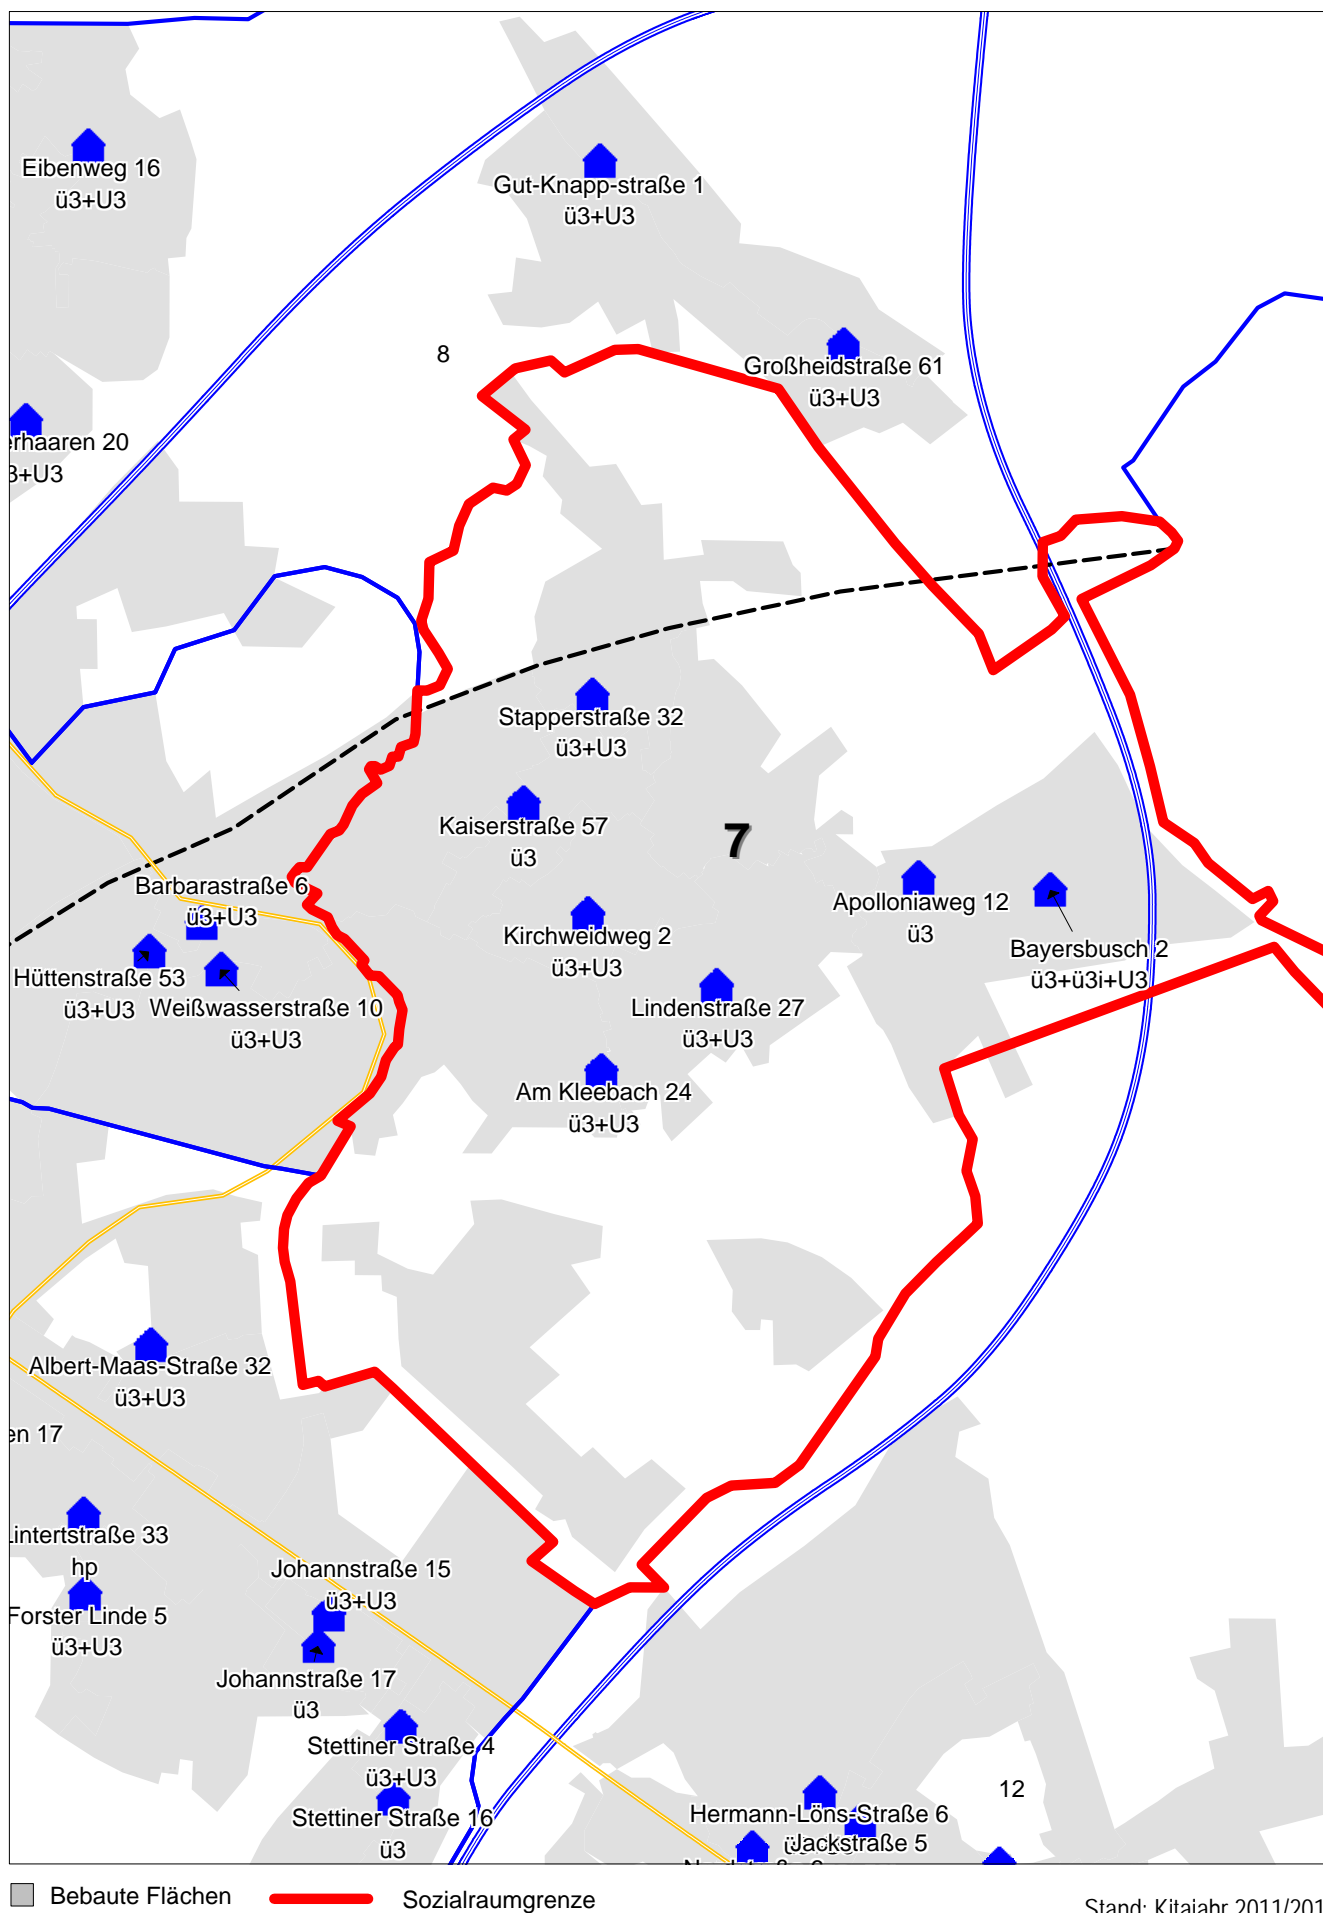 Eibenweg 16
ü3+U3
Gut-Knapp-straße 1
ü3+U3
8
Großheidstraße 61
ü3+U3
erhaaren 20
3+U3
Stapperstraße 32
ü3+U3
Kaiserstraße 57
ü3
7
Barbarastraße 6
ü3+U3
Apolloniaweg 12
ü3
Kirchweidweg 2
ü3+U3
Bayersbusch 2
ü3+ü3i+U3
Hüttenstraße 53
ü3+U3
Weißwasserstraße 10
ü3+U3
Lindenstraße 27
ü3+U3
Am Kleebach 24
ü3+U3
Albert-Maas-Straße 32
ü3+U3
en 17
Lintertstraße 33
hp
Johannstraße 15
ü3+U3
Forster Linde 5
ü3+U3
Johannstraße 17
ü3
Stettiner Straße 4
ü3+U3
Stettiner Straße 16
ü3
12
Hermann-Löns-Straße 6
Jackstraße 5
Bebaute Flächen
Sozialraumgrenze
Stand: Kitajahr 2011/201